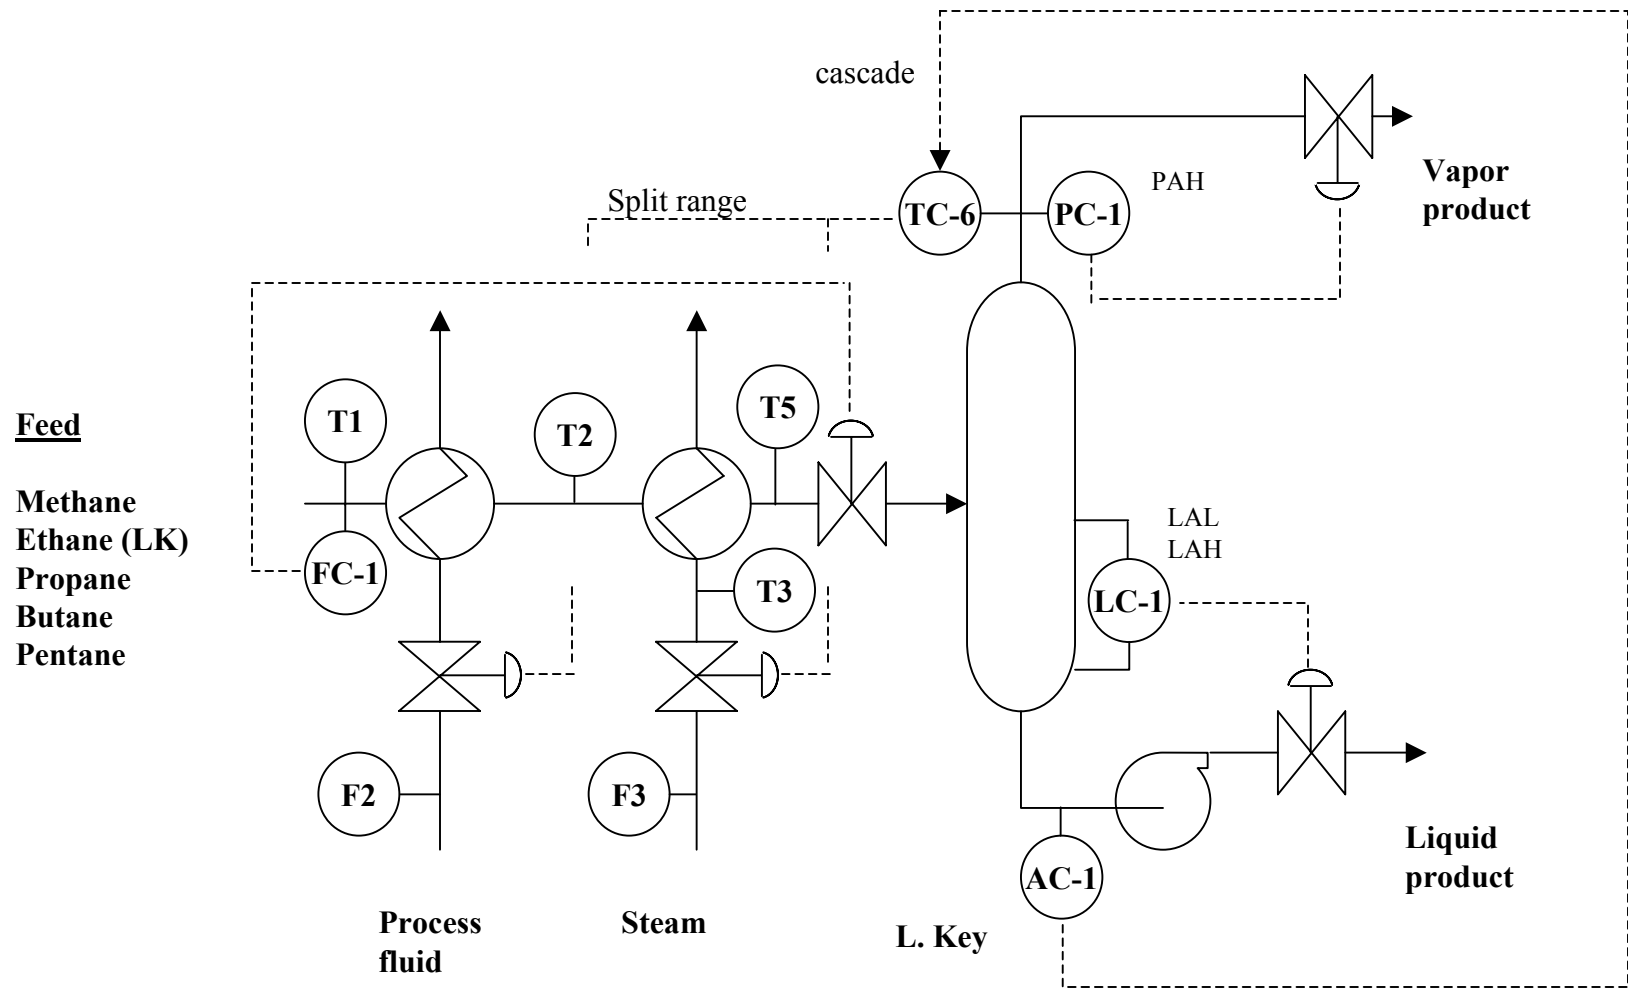 cascade
PAH
Vapor
product
Split range
TC-6
PC-1
Feed
T1
T2
T5
Methane
Ethane (LK)
Propane
Butane
Pentane
FC-1
T3
LAL
LAH
LC-1
F2
F3
Liquid
product
AC-1
Process
fluid
Steam
L. Key